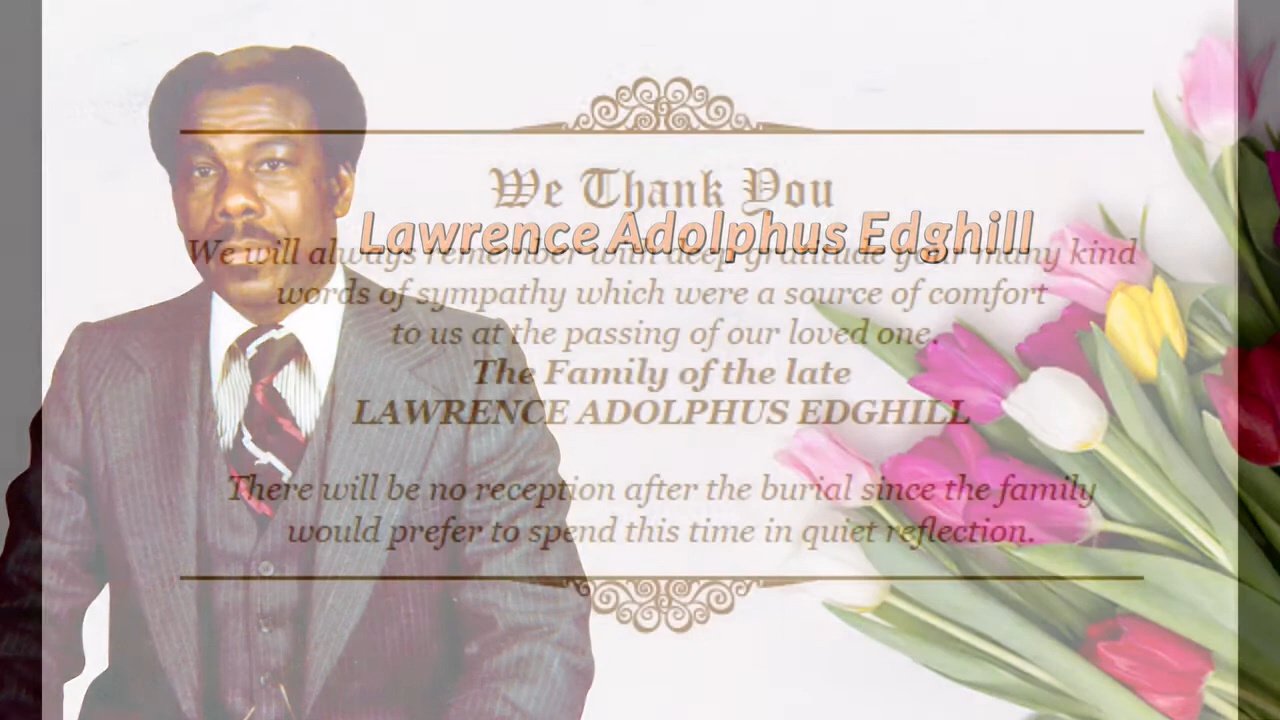 We Thank You
Lawrence Adolphus Edghill
We will always remember with deep gratitude your many kind
words of sympathy which were a source of comfort
to us at the passing of our loved one.
The Family of the late
LAWRENCE ADOLPHUS EDGHILL
There will be no reception after the burial since the family
would prefer to spend this time in quiet reflection.